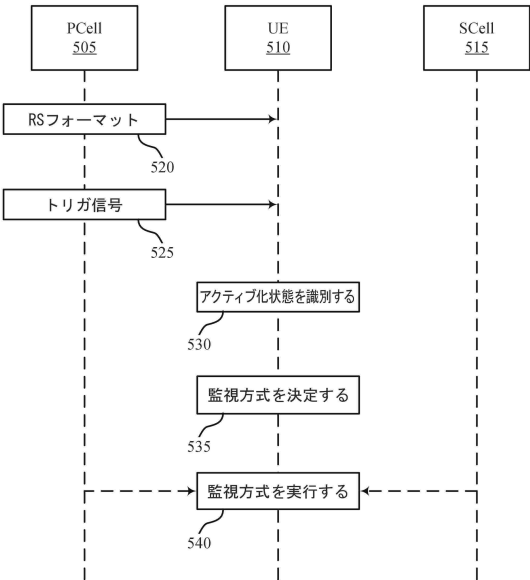 PCell
505
UE
510
SCell
515
RSフォーマット
520
トリガ信号
525
アクティブ化状態を識別する
530
監視方式を決定する
535
監視方式を実行する
540